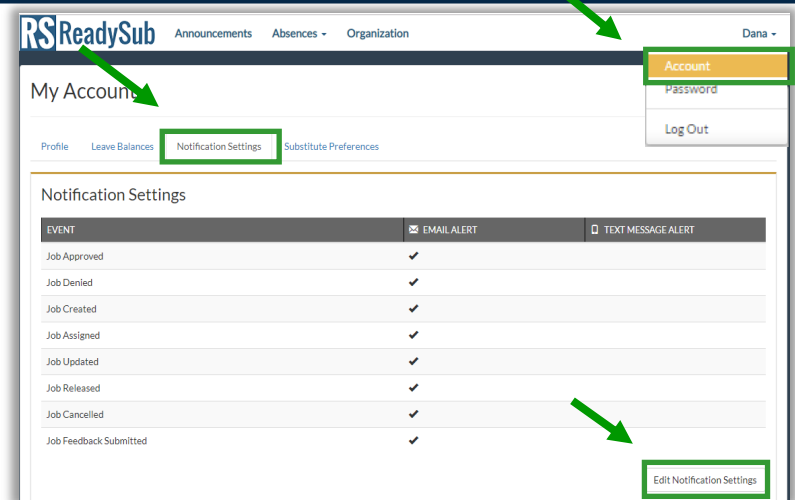 RS ReadySub Announcements Absences Organization Dana
Account
Password
Log Out
My Account
Profile Leave Balances Notification Settings Substitute Preferences
Notification Settings
EVENT EMAIL ALERT TEXT MESSAGE ALERT
Job Approved ✔
Job Denied ✔
Job Created ✔
Job Assigned ✔
Job Updated ✔
Job Released ✔
Job Cancelled ✔
Job Feedback Submitted ✔
Edit Notification Settings